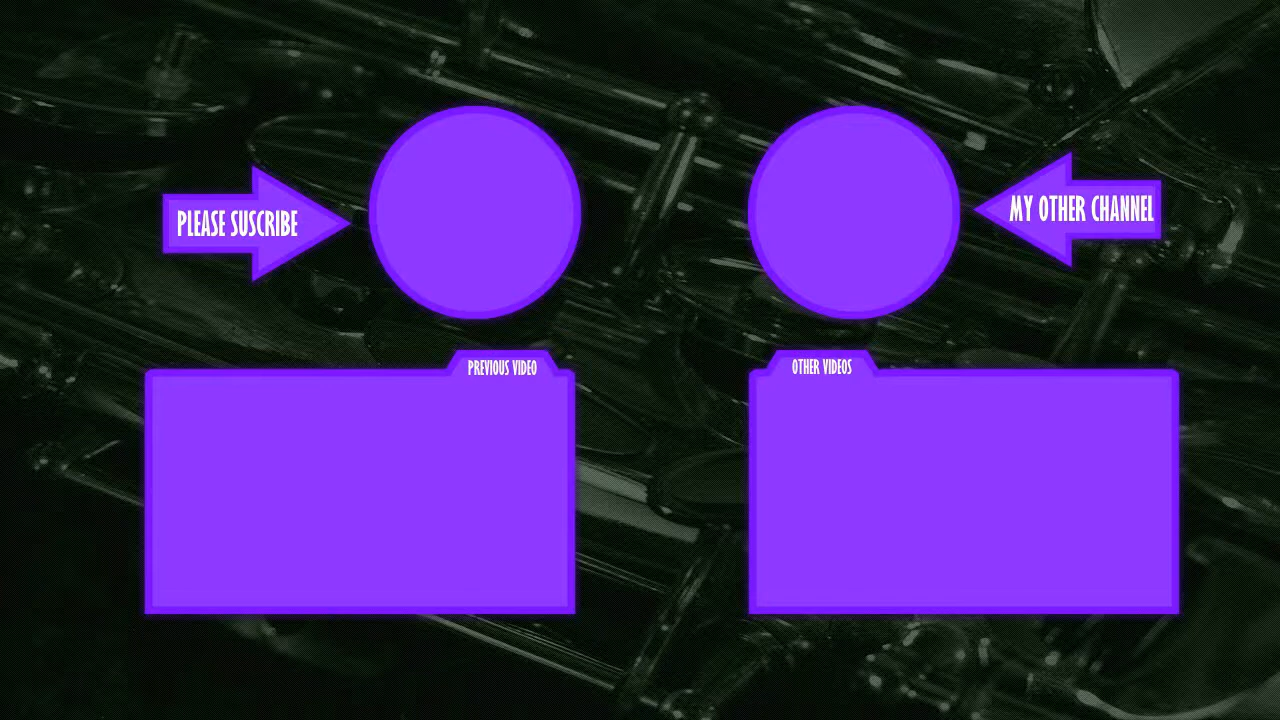 PLEASE SUSCRIBE
MY OTHER CHANNEL
PREVIOUS VIDEO
OTHER VIDEOS